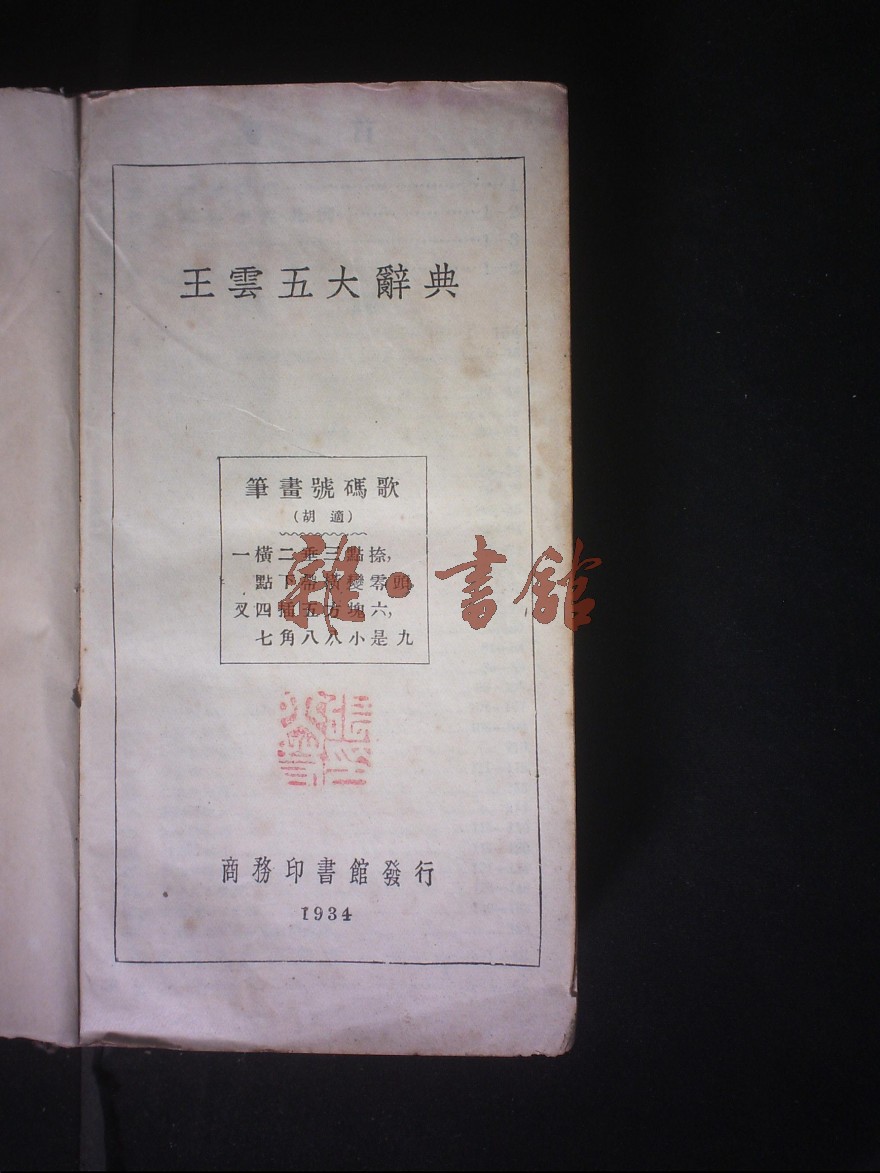 王雲五大辭典
筆畫號碼歌
(胡適)
一橫二垂三點捺,
點下帶橫變零頭
叉四插五方塊六,
七角八八小是九
商務印書館發行
1934
雜·書館